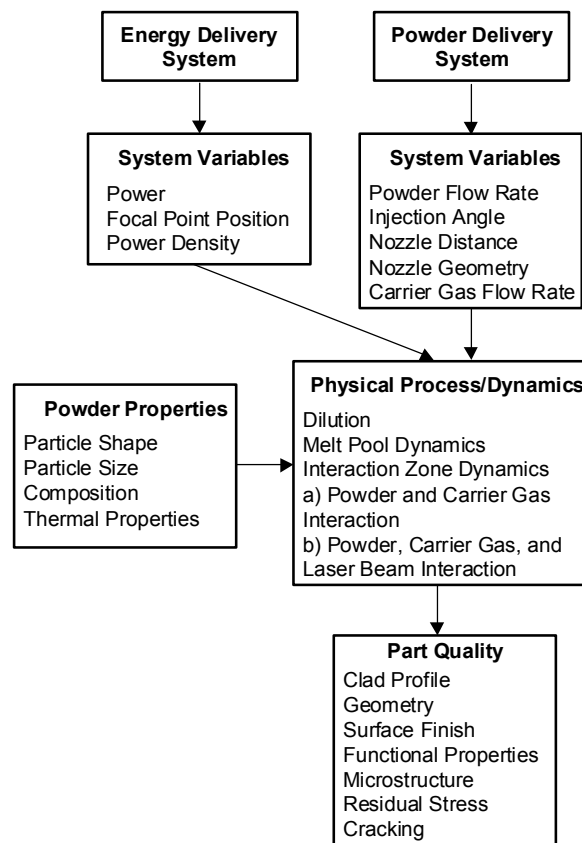 Energy Delivery
System
Powder Delivery
System
System Variables
Power
Focal Point Position
Power Density
System Variables
Powder Flow Rate
Injection Angle
Nozzle Distance
Nozzle Geometry
Carrier Gas Flow Rate
Powder Properties
Particle Shape
Particle Size
Composition
Thermal Properties
Physical Process/Dynamics
Dilution
Melt Pool Dynamics
Interaction Zone Dynamics
a) Powder and Carrier Gas
Interaction
b) Powder, Carrier Gas, and
Laser Beam Interaction
Part Quality
Clad Profile
Geometry
Surface Finish
Functional Properties
Microstructure
Residual Stress
Cracking